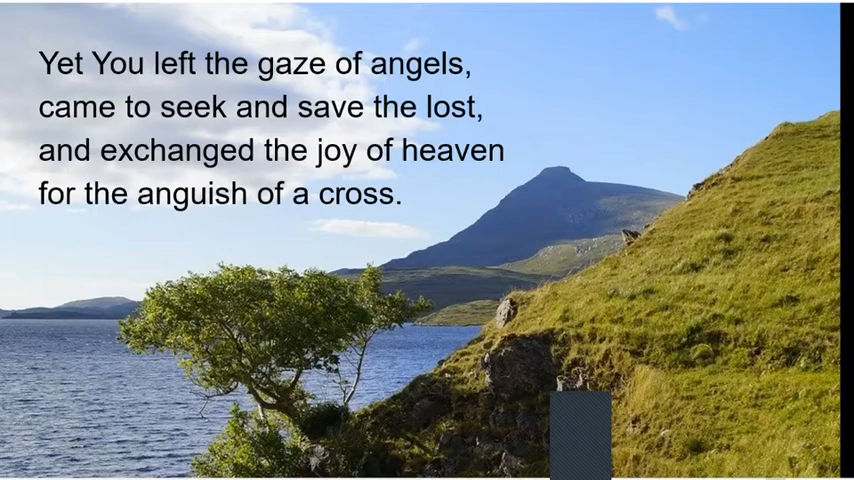 Yet You left the gaze of angels,
came to seek and save the lost,
and exchanged the joy of heaven
for the anguish of a cross.